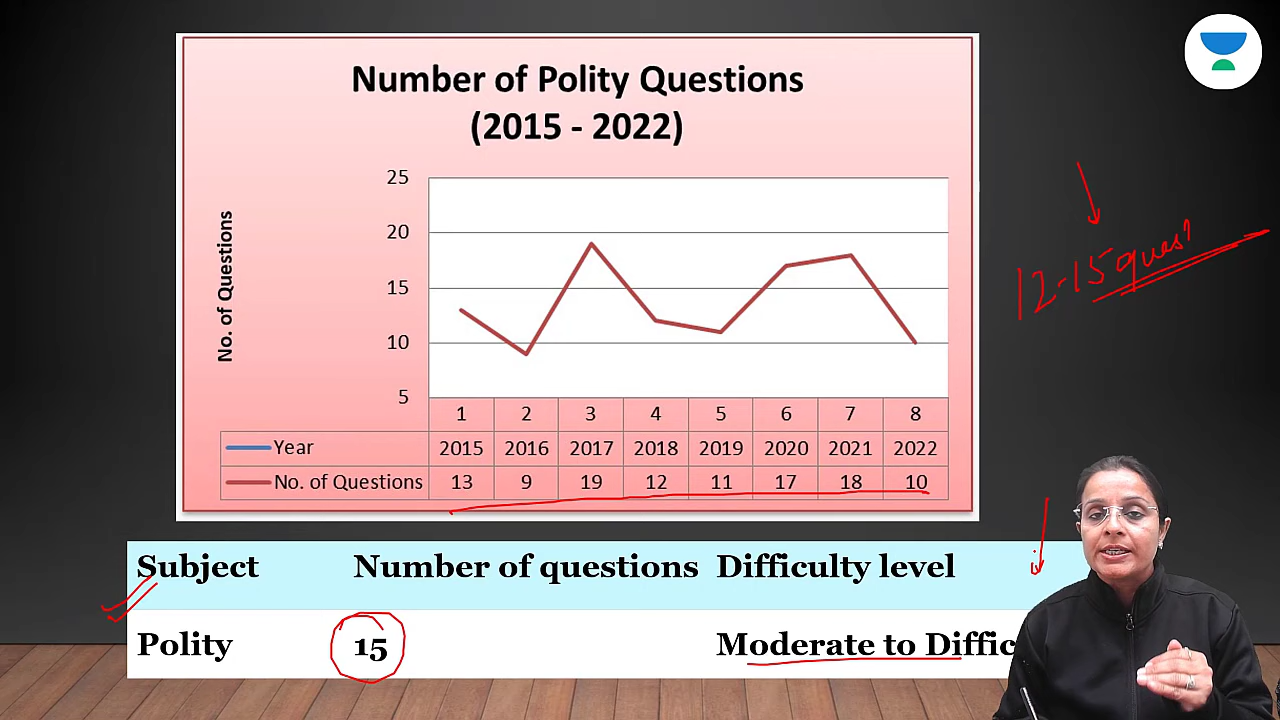 Number of Polity Questions
(2015 - 2022)
No. of Questions
25
20
15
10
5
1 2 3 4 5 6 7 8
Year 2015 2016 2017 2018 2019 2020 2021 2022
No. of Questions 13 9 19 12 11 17 18 10
12-15 ques
Subject Number of questions Difficulty level
Polity 15 Moderate to Diffic